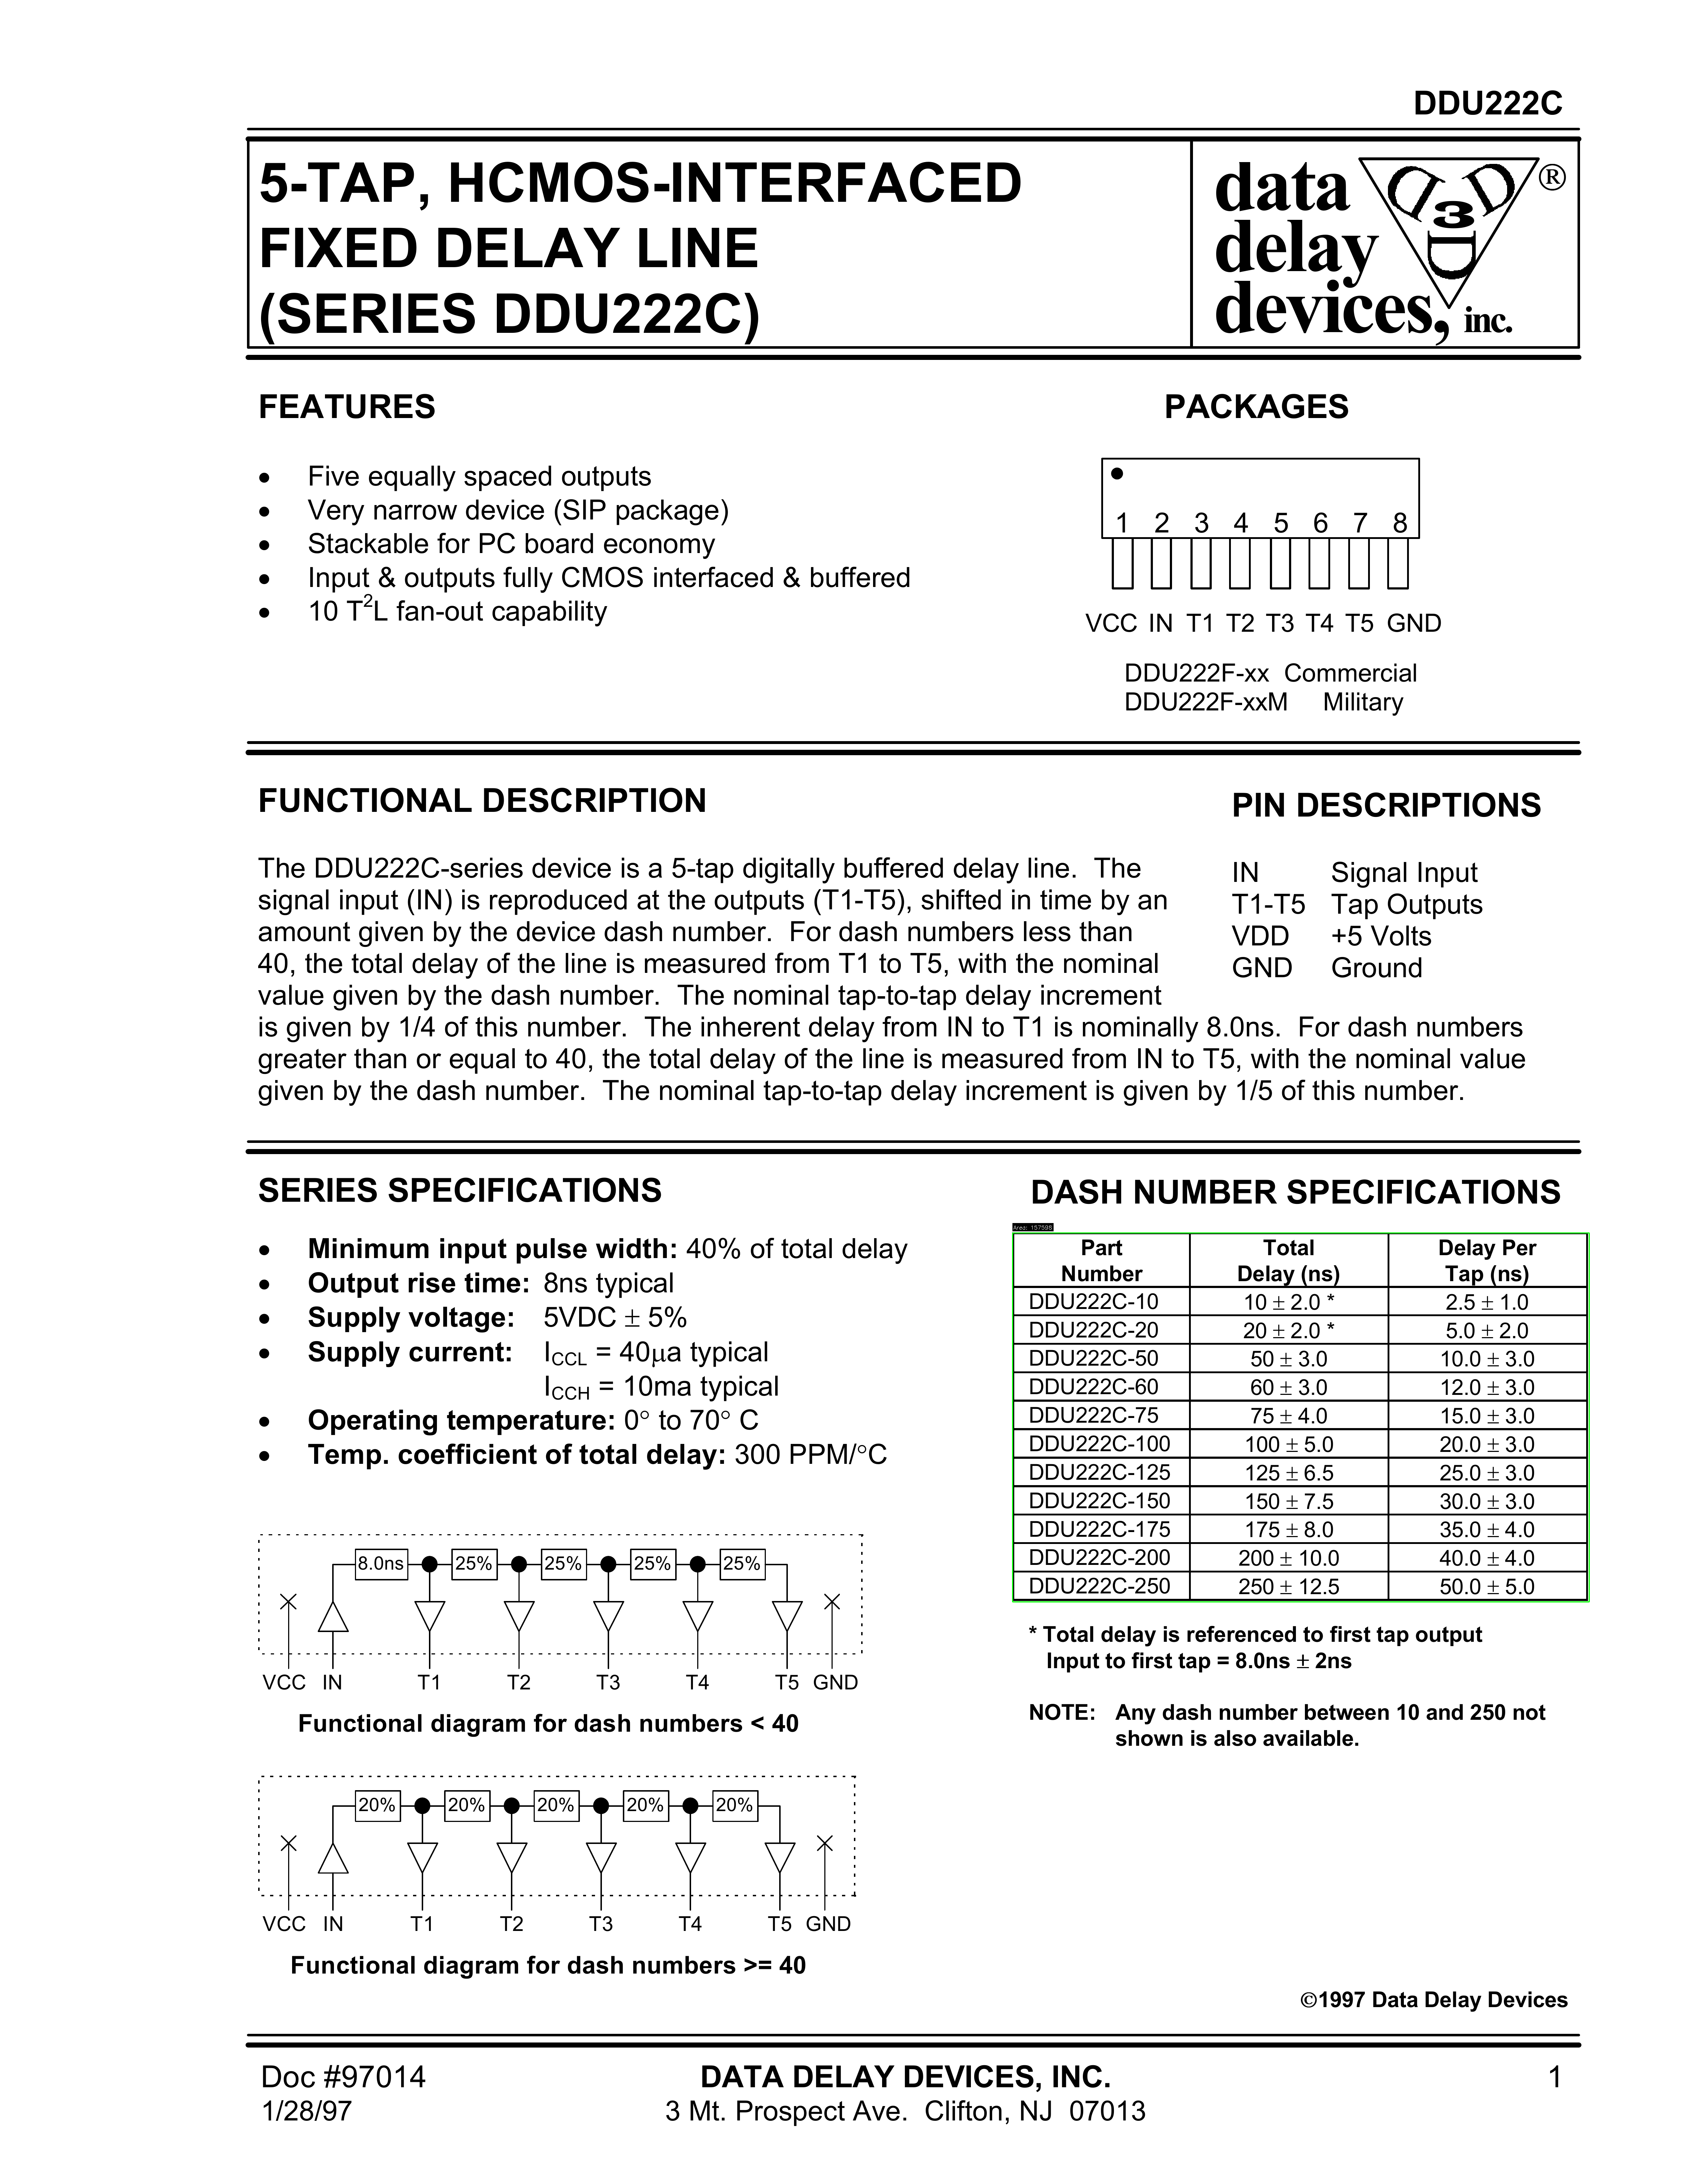 DDU222C
5-TAP, HCMOS-INTERFACED
FIXED DELAY LINE
(SERIES DDU222C)
data
delay
devices, inc.
D 3 D D ®
FEATURES
• Five equally spaced outputs
• Very narrow device (SIP package)
• Stackable for PC board economy
• Input & outputs fully CMOS interfaced & buffered
• 10 T²L fan-out capability
PACKAGES
1 2 3 4 5 6 7 8
VCC IN T1 T2 T3 T4 T5 GND
DDU222F-xx Commercial
DDU222F-xxM Military
FUNCTIONAL DESCRIPTION
The DDU222C-series device is a 5-tap digitally buffered delay line. The
signal input (IN) is reproduced at the outputs (T1-T5), shifted in time by an
amount given by the device dash number. For dash numbers less than
40, the total delay of the line is measured from T1 to T5, with the nominal
value given by the dash number. The nominal tap-to-tap delay increment
is given by 1/4 of this number. The inherent delay from IN to T1 is nominally 8.0ns. For dash numbers
greater than or equal to 40, the total delay of the line is measured from IN to T5, with the nominal value
given by the dash number. The nominal tap-to-tap delay increment is given by 1/5 of this number.
PIN DESCRIPTIONS
IN Signal Input
T1-T5 Tap Outputs
VDD +5 Volts
GND Ground
SERIES SPECIFICATIONS
• Minimum input pulse width: 40% of total delay
• Output rise time: 8ns typical
• Supply voltage: 5VDC ± 5%
• Supply current: ICCL = 40µa typical
ICCH = 10ma typical
• Operating temperature: 0° to 70° C
• Temp. coefficient of total delay: 300 PPM/°C
8.0ns 25% 25% 25% 25%
VCC IN T1 T2 T3 T4 T5 GND
Functional diagram for dash numbers < 40
20% 20% 20% 20% 20%
VCC IN T1 T2 T3 T4 T5 GND
Functional diagram for dash numbers >= 40
DASH NUMBER SPECIFICATIONS
Area: 157598
Part Total Delay Per
Number Delay (ns) Tap (ns)
DDU222C-10 10 ± 2.0 * 2.5 ± 1.0
DDU222C-20 20 ± 2.0 * 5.0 ± 2.0
DDU222C-50 50 ± 3.0 10.0 ± 3.0
DDU222C-60 60 ± 3.0 12.0 ± 3.0
DDU222C-75 75 ± 4.0 15.0 ± 3.0
DDU222C-100 100 ± 5.0 20.0 ± 3.0
DDU222C-125 125 ± 6.5 25.0 ± 3.0
DDU222C-150 150 ± 7.5 30.0 ± 3.0
DDU222C-175 175 ± 8.0 35.0 ± 4.0
DDU222C-200 200 ± 10.0 40.0 ± 4.0
DDU222C-250 250 ± 12.5 50.0 ± 5.0
* Total delay is referenced to first tap output
Input to first tap = 8.0ns ± 2ns
NOTE: Any dash number between 10 and 250 not
shown is also available.
©1997 Data Delay Devices
Doc #97014 DATA DELAY DEVICES, INC. 1
1/28/97 3 Mt. Prospect Ave. Clifton, NJ 07013